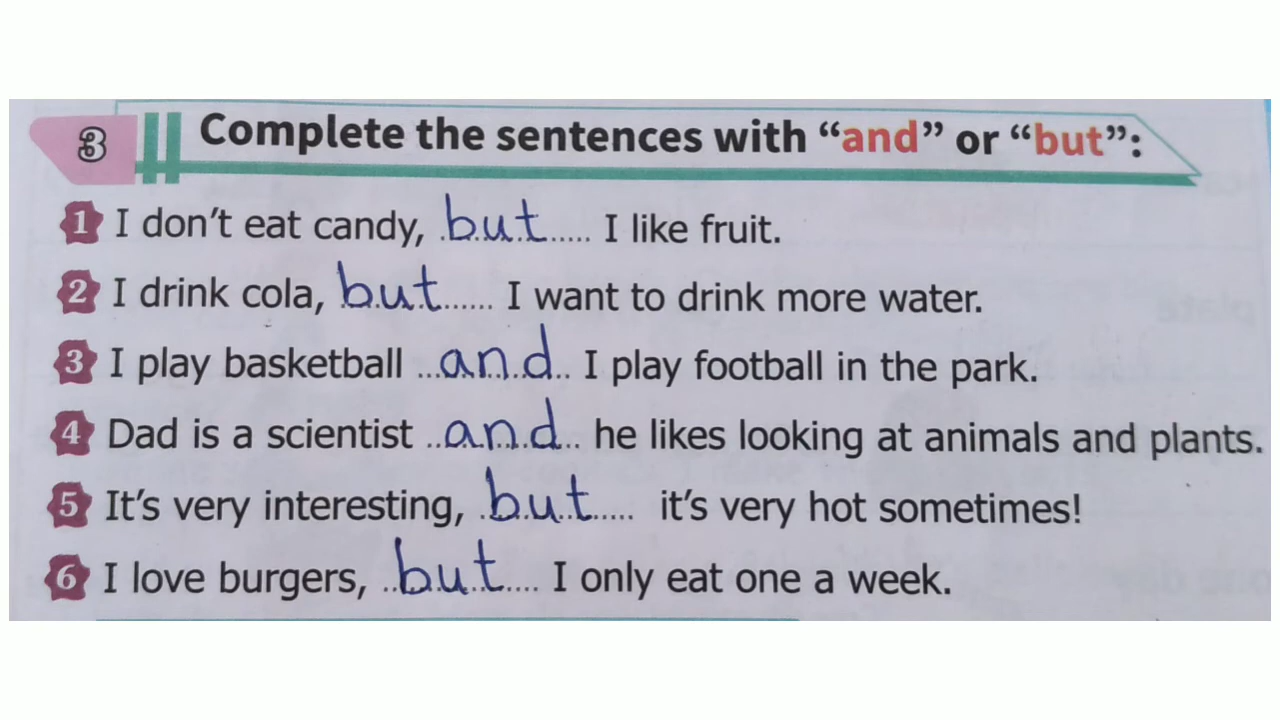 3 Complete the sentences with “and” or “but”:
1 I don’t eat candy, but I like fruit.
2 I drink cola, but I want to drink more water.
3 I play basketball and I play football in the park.
4 Dad is a scientist and he likes looking at animals and plants.
5 It’s very interesting, but it’s very hot sometimes!
6 I love burgers, but I only eat one a week.